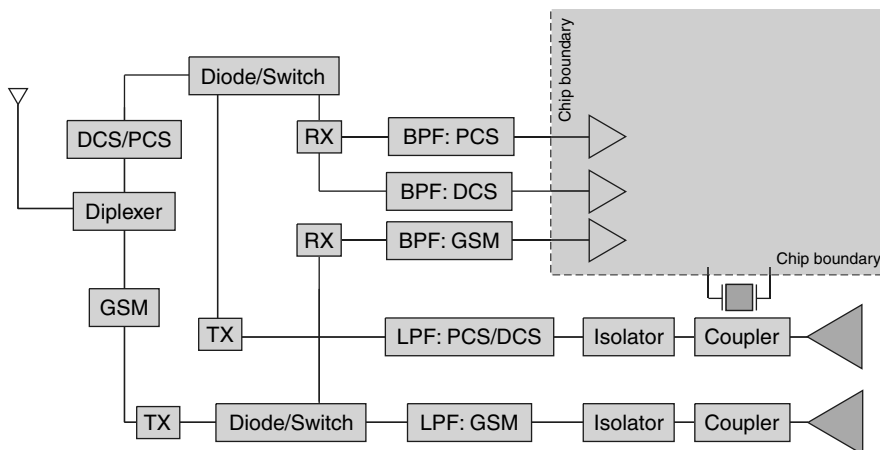 Diode/Switch
Chip boundary
DCS/PCS
RX
BPF: PCS
BPF: DCS
Diplexer
RX
BPF: GSM
Chip boundary
GSM
TX
LPF: PCS/DCS
Isolator
Coupler
TX
Diode/Switch
LPF: GSM
Isolator
Coupler